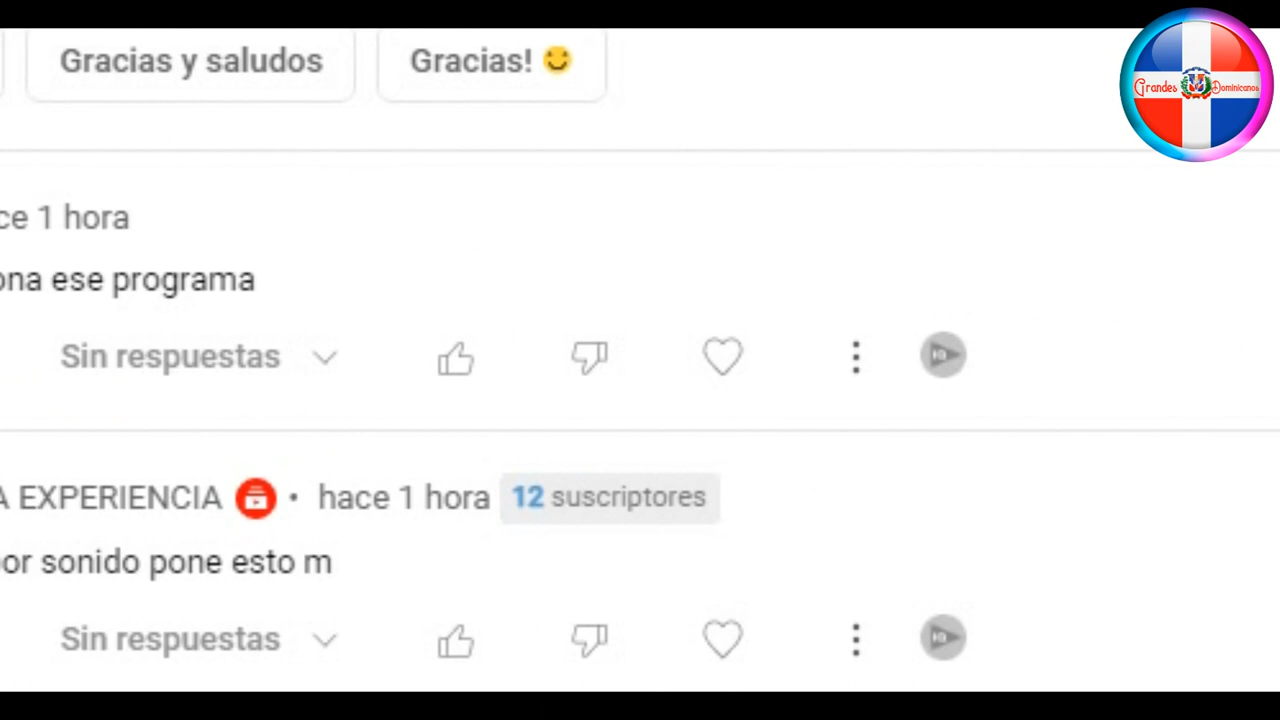 Gracias y saludos
Gracias! 😊
Grandes Dominicanos
ce 1 hora
ona ese programa
Sin respuestas
A EXPERIENCIA • hace 1 hora 12 suscriptores
or sonido pone esto m
Sin respuestas